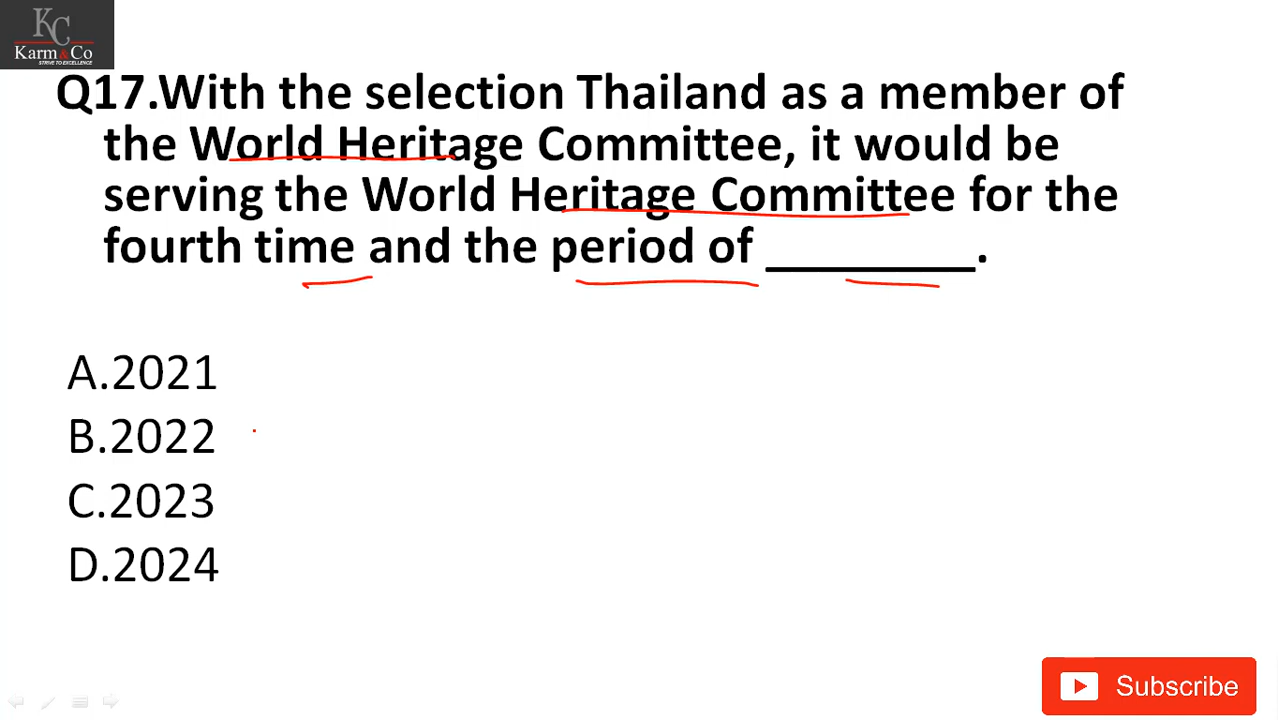 KC
Karm&Co
STRIVE TO EXCELLENCE
Q17.With the selection Thailand as a member of
the World Heritage Committee, it would be
serving the World Heritage Committee for the
fourth time and the period of ________.
A.2021
B.2022
C.2023
D.2024
Subscribe